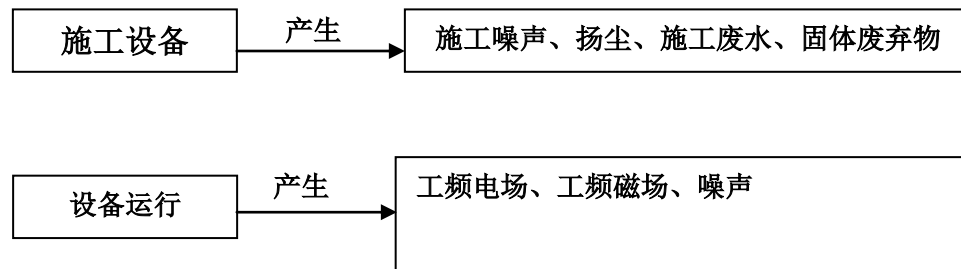 施工设备
产生
施工噪声、扬尘、施工废水、固体废弃物
设备运行
产生
工频电场、工频磁场、噪声